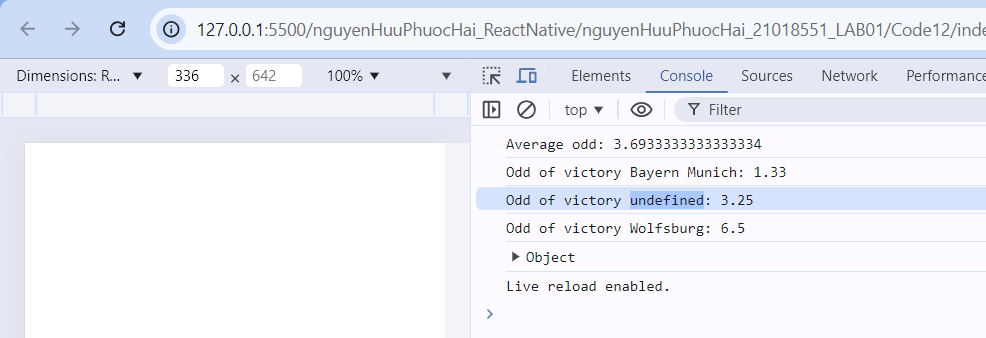 127.0.0.1:5500/nguyenHuuPhuocHai_ReactNative/nguyenHuuPhuocHai_21018551_LAB01/Code12/inde
Dimensions: R... 336 × 642 100%
Elements Console Sources Network Performance
top Filter
Average odd: 3.6933333333333334
Odd of victory Bayern Munich: 1.33
Odd of victory undefined: 3.25
Odd of victory Wolfsburg: 6.5
Object
Live reload enabled.